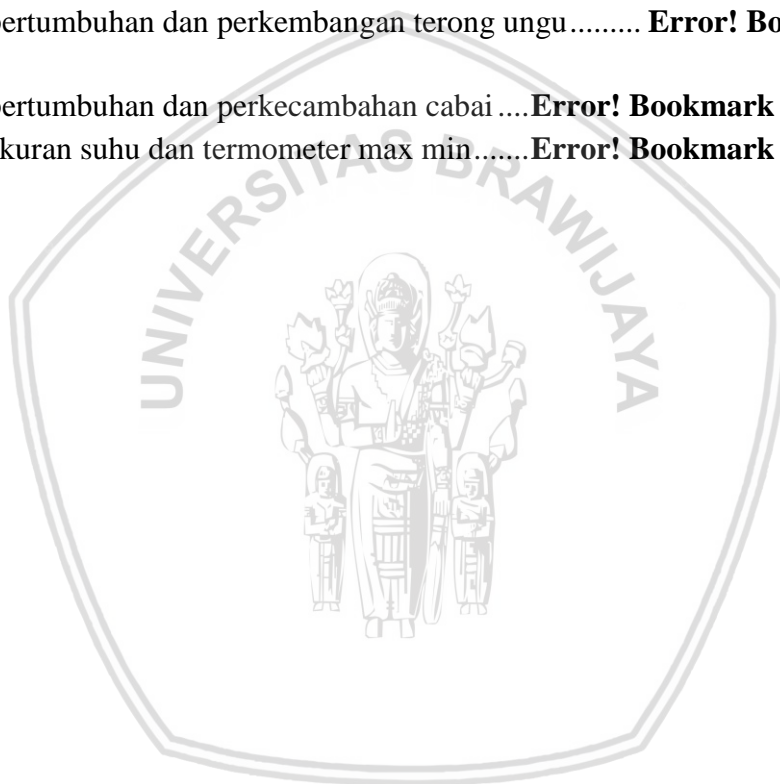 pertumbuhan dan perkembangan terong ungu......... Error! Bo
pertumbuhan dan perkecambahan cabai....Error! Bookmark
kuran suhu dan termometer max min.......Error! Bookmark
UNIVERSITAS BRAWIJAYA